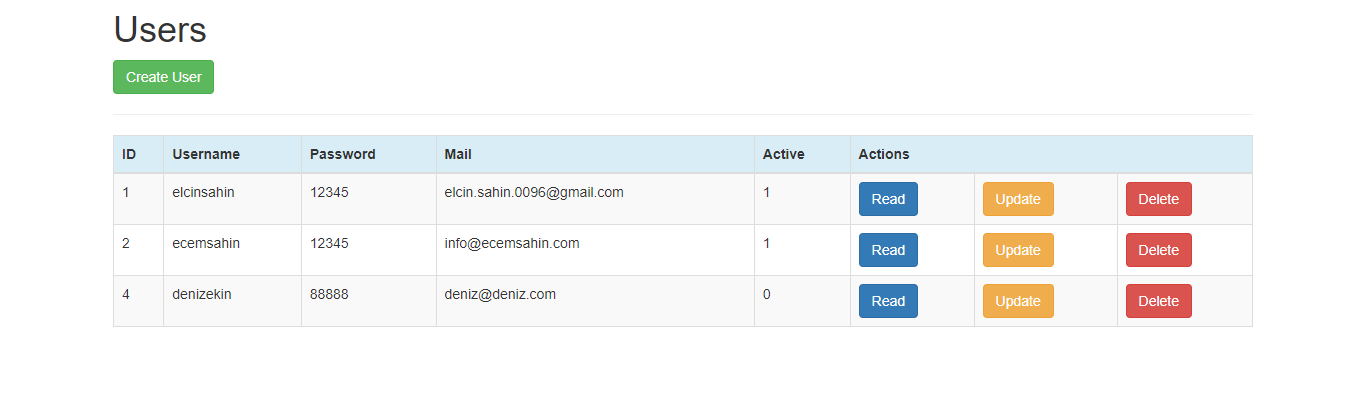 Users
Create User
ID Username Password Mail Active Actions
1 elcinsahin 12345 elcin.sahin.0096@gmail.com 1 Read Update Delete
2 ecemsahin 12345 info@ecemsahin.com 1 Read Update Delete
4 denizekin 88888 deniz@deniz.com 0 Read Update Delete